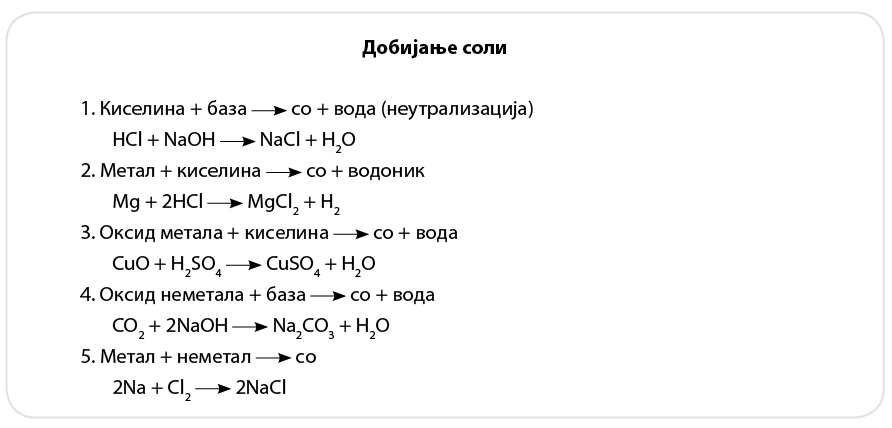 Добијање соли
1. Киселина + база ⟶ со + вода (неутрализација)
HCl + NaOH ⟶ NaCl + H₂O
2. Метал + киселина ⟶ со + водоник
Mg + 2HCl ⟶ MgCl₂ + H₂
3. Оксид метала + киселина ⟶ со + вода
CuO + H₂SO₄ ⟶ CuSO₄ + H₂O
4. Оксид неметала + база ⟶ со + вода
CO₂ + 2NaOH ⟶ Na₂CO₃ + H₂O
5. Метал + неметал ⟶ со
2Na + Cl₂ ⟶ 2NaCl